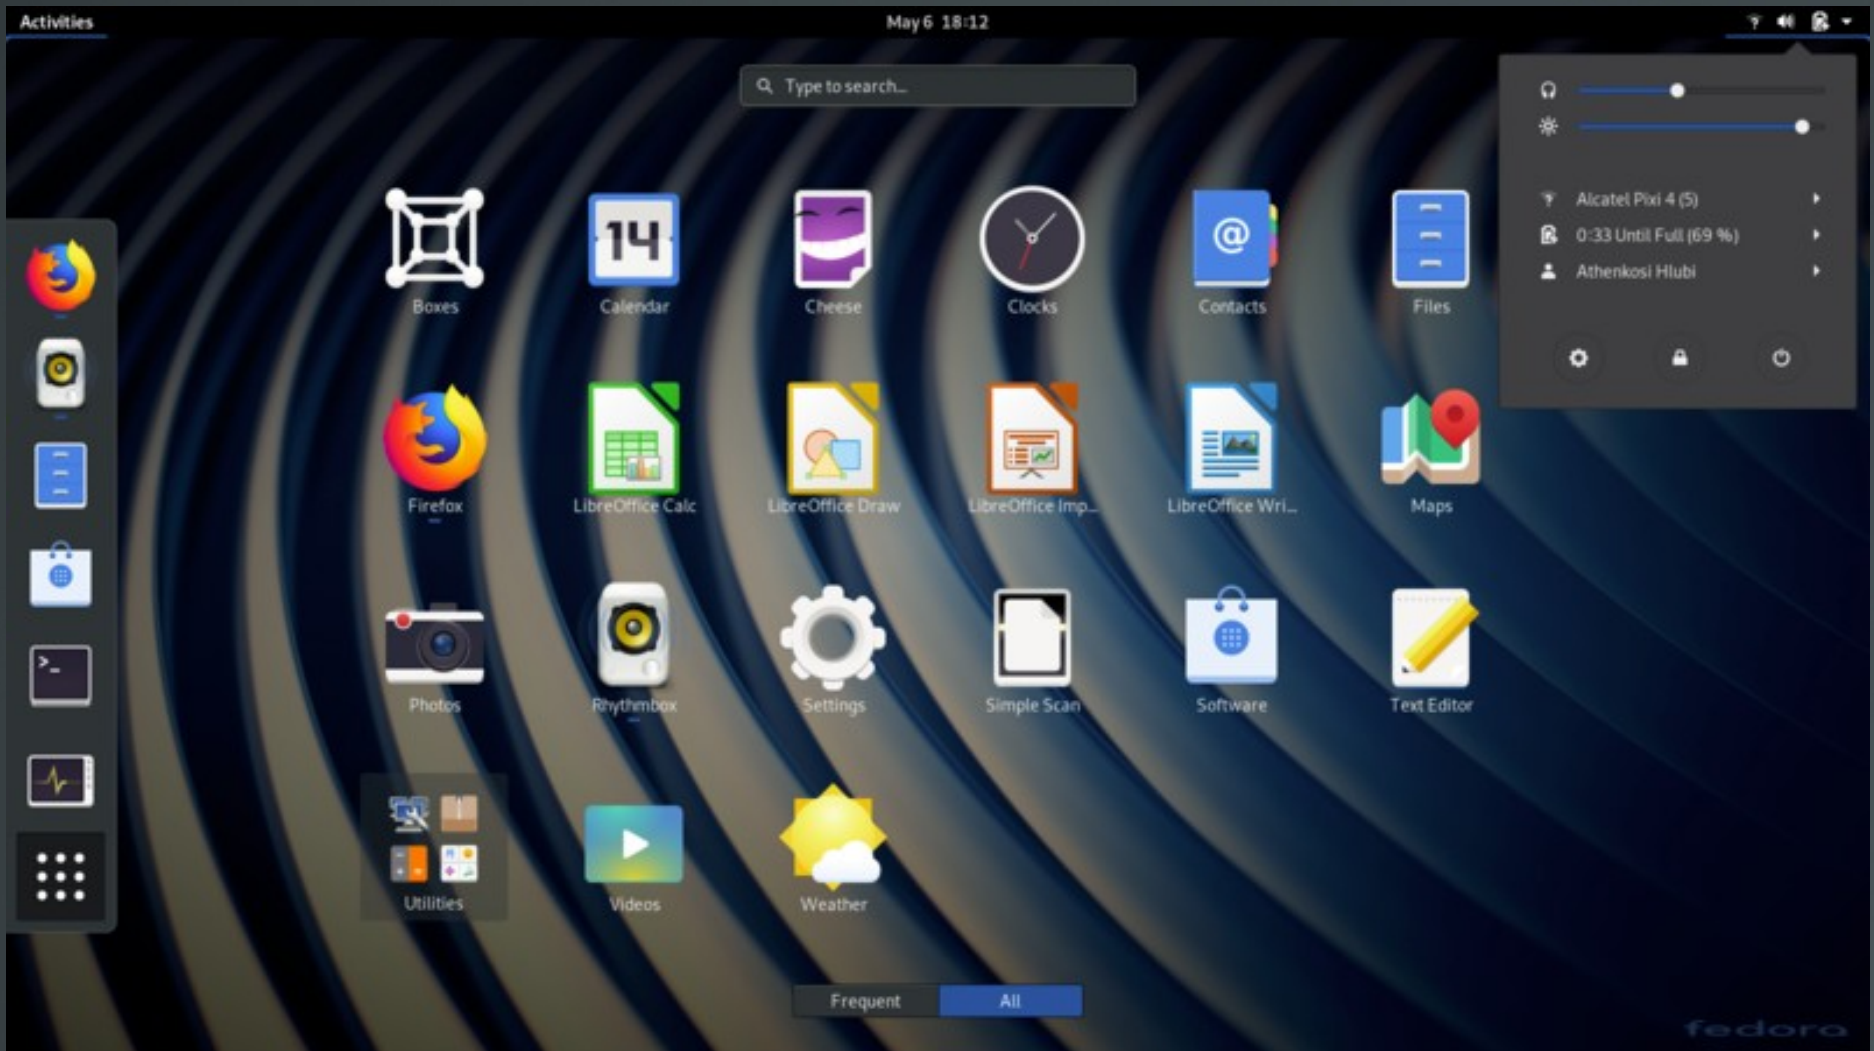 Activities
May 6 18:12
Type to search...
Alcatel Pixi 4 (5)
0:33 Until Full (69 %)
Athenkosi Hlubi
14
@
Boxes
Calendar
Cheese
Clocks
Contacts
Files
Firefox
LibreOffice Calc
LibreOffice Draw
LibreOffice Imp...
LibreOffice Wri...
Maps
>_
Photos
Rhythmbox
Settings
Simple Scan
Software
Text Editor
Utilities
Videos
Weather
Frequent
All
fedora